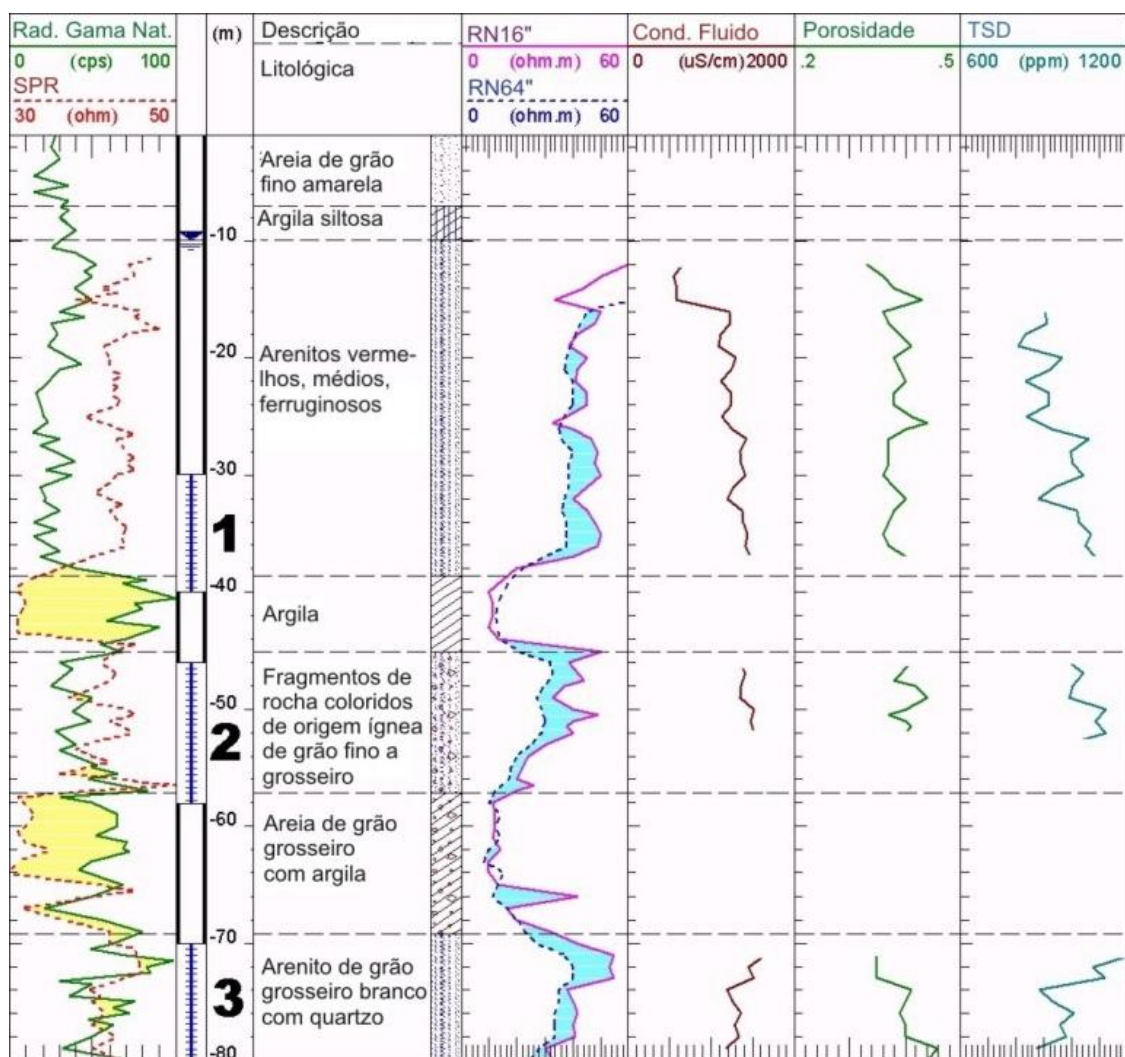 Rad. Gama Nat.
0 (cps) 100
SPR
30 (ohm) 50
(m)
Descrição
Litológica
RN16"
0 (ohm.m) 60
RN64"
0 (ohm.m) 60
Cond. Fluido
0 (uS/cm) 2000
Porosidade
.2 .5
TSD
600 (ppm) 1200
Areia de grão
fino amarela
Argila siltosa
-10
Arenitos verme-
lhos, médios,
ferruginosos
-20
-30
1
-40
Argila
Fragmentos de
rocha coloridos
de origem ígnea
de grão fino a
grosseiro
-50
2
-60
Areia de grão
grosseiro
com argila
-70
Arenito de grão
grosseiro branco
com quartzo
3
-80